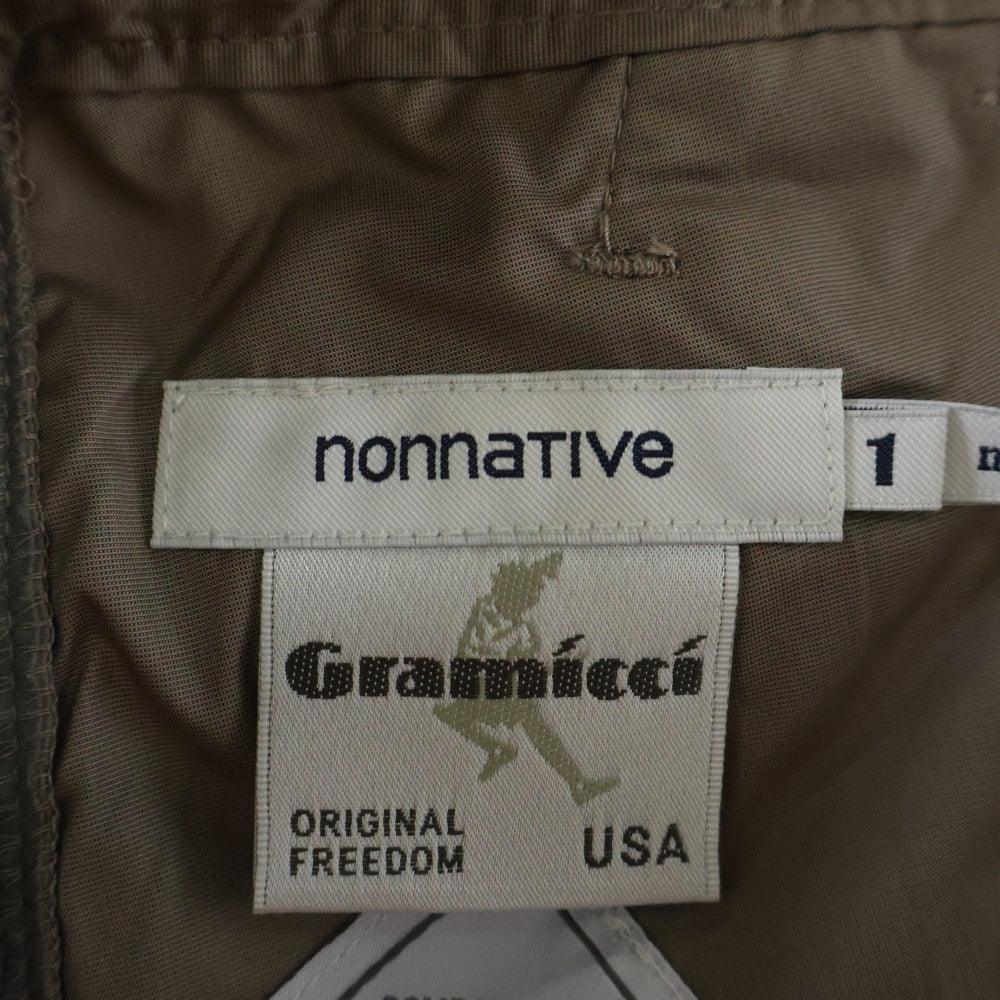 nonnative
1
n
Gramicci
ORIGINAL
FREEDOM
USA